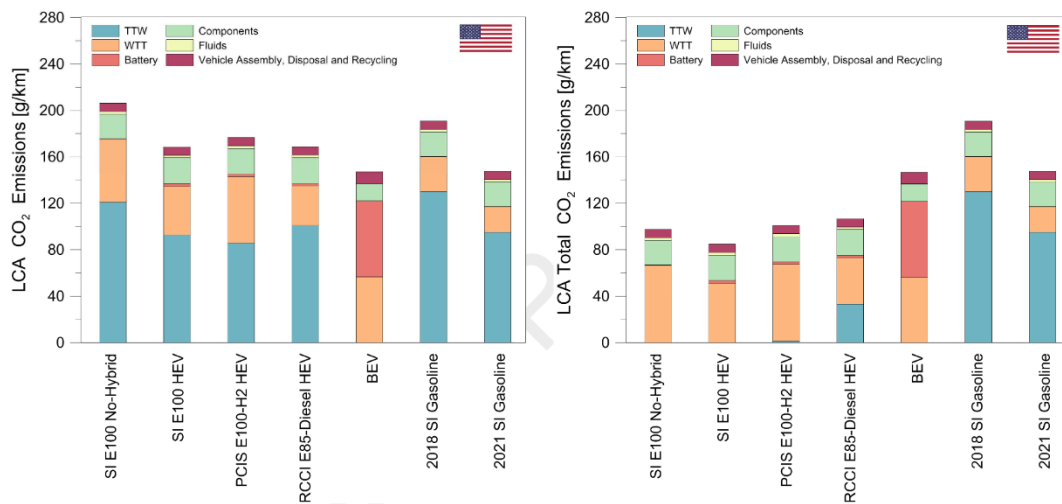 LCA CO₂ Emissions [g/km]
280
240
200
160
120
80
40
0
TTW
WTT
Battery
Components
Fluids
Vehicle Assembly, Disposal and Recycling
SI E100 No-Hybrid
SI E100 HEV
PCIS E100-H2 HEV
RCCI E85-Diesel HEV
BEV
2018 SI Gasoline
2021 SI Gasoline
LCA Total CO₂ Emissions [g/km]
280
240
200
160
120
80
40
0
TTW
WTT
Battery
Components
Fluids
Vehicle Assembly, Disposal and Recycling
SI E100 No-Hybrid
SI E100 HEV
PCIS E100-H2 HEV
RCCI E85-Diesel HEV
BEV
2018 SI Gasoline
2021 SI Gasoline